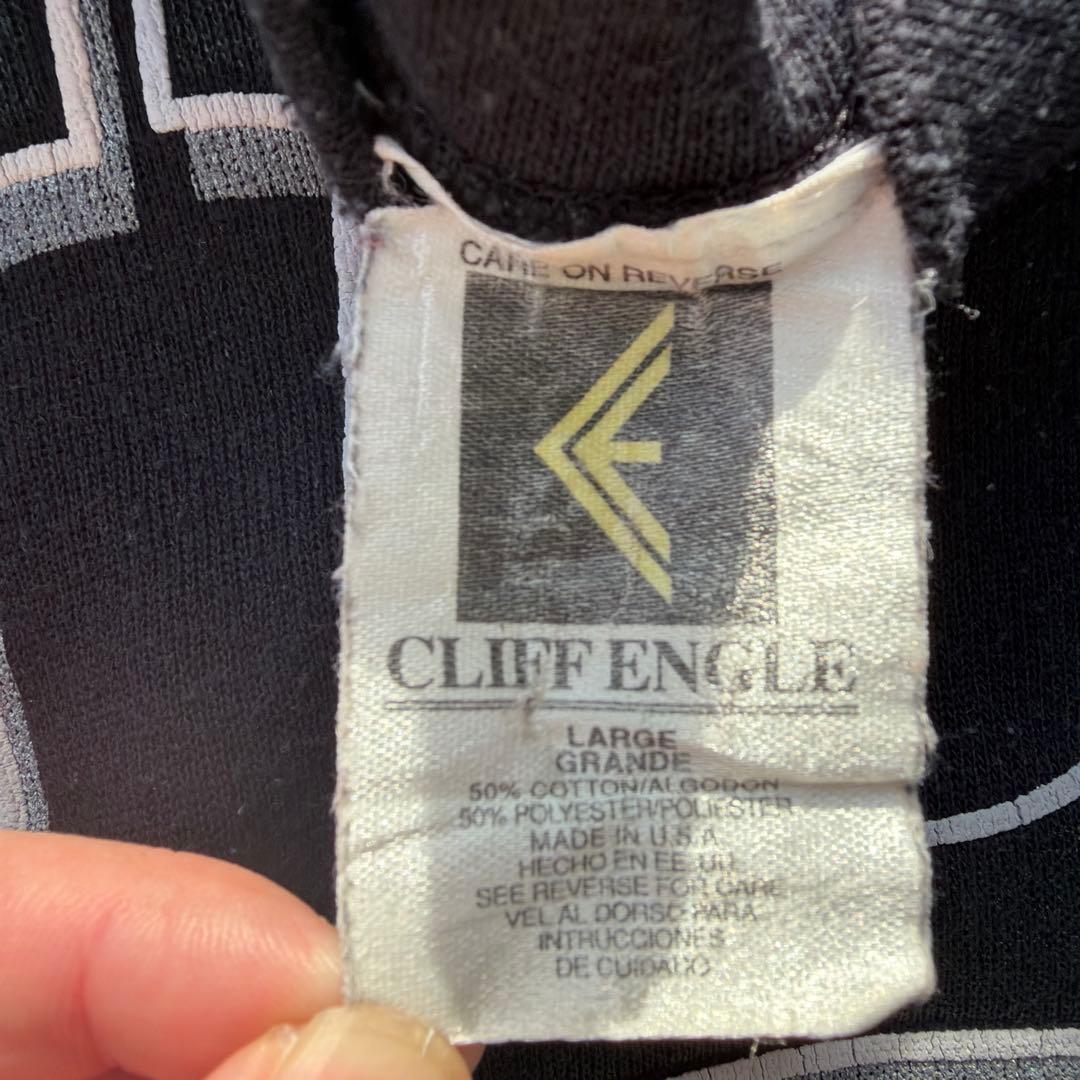 CARE ON REVERSE
CLIFF ENGLE
LARGE
GRANDE
50% COTTON/ALGODON
50% POLYESTER/POLIESTER
MADE IN U.S.A
HECHO EN EE.UU
SEE REVERSE FOR CARE
VEL AL DORSO PARA
INTRUCCIONES
DE CUIDADO